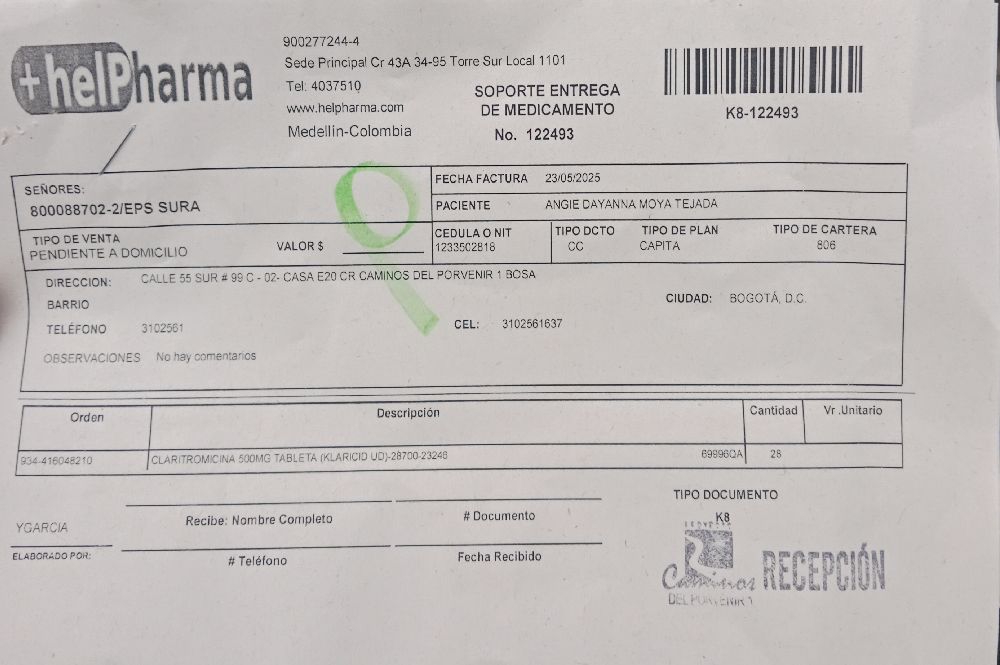 +helPharma
900277244-4
Sede Principal Cr 43A 34-95 Torre Sur Local 1101
Tel: 4037510
www.helpharma.com
Medellin-Colombia
SOPORTE ENTREGA
DE MEDICAMENTO
No. 122493
K8-122493
SEÑORES:
800088702-2/EPS SURA
FECHA FACTURA 23/05/2025
PACIENTE ANGIE DAYANNA MOYA TEJADA
TIPO DE VENTA
PENDIENTE A DOMICILIO
VALOR $
CEDULA O NIT
1233502818
TIPO DCTO
CC
TIPO DE PLAN
CAPITA
TIPO DE CARTERA
806
DIRECCION: CALLE 55 SUR # 99 C - 02- CASA E20 CR CAMINOS DEL PORVENIR 1 BOSA
BARRIO
CIUDAD: BOGOTÁ, D.C.
TELÉFONO 3102561
CEL: 3102561637
OBSERVACIONES No hay comentarios
Orden Descripción Cantidad Vr .Unitario
934-416048210 CLARITROMICINA 500MG TABLETA (KLARICID UD)-28700-23246 69996QA 28
TIPO DOCUMENTO
K8
YGARCIA
ELABORADO POR:
Recibe: Nombre Completo
# Documento
# Teléfono
Fecha Recibido
Caminos
DEL PORVENIR 1
RECEPCIÓN